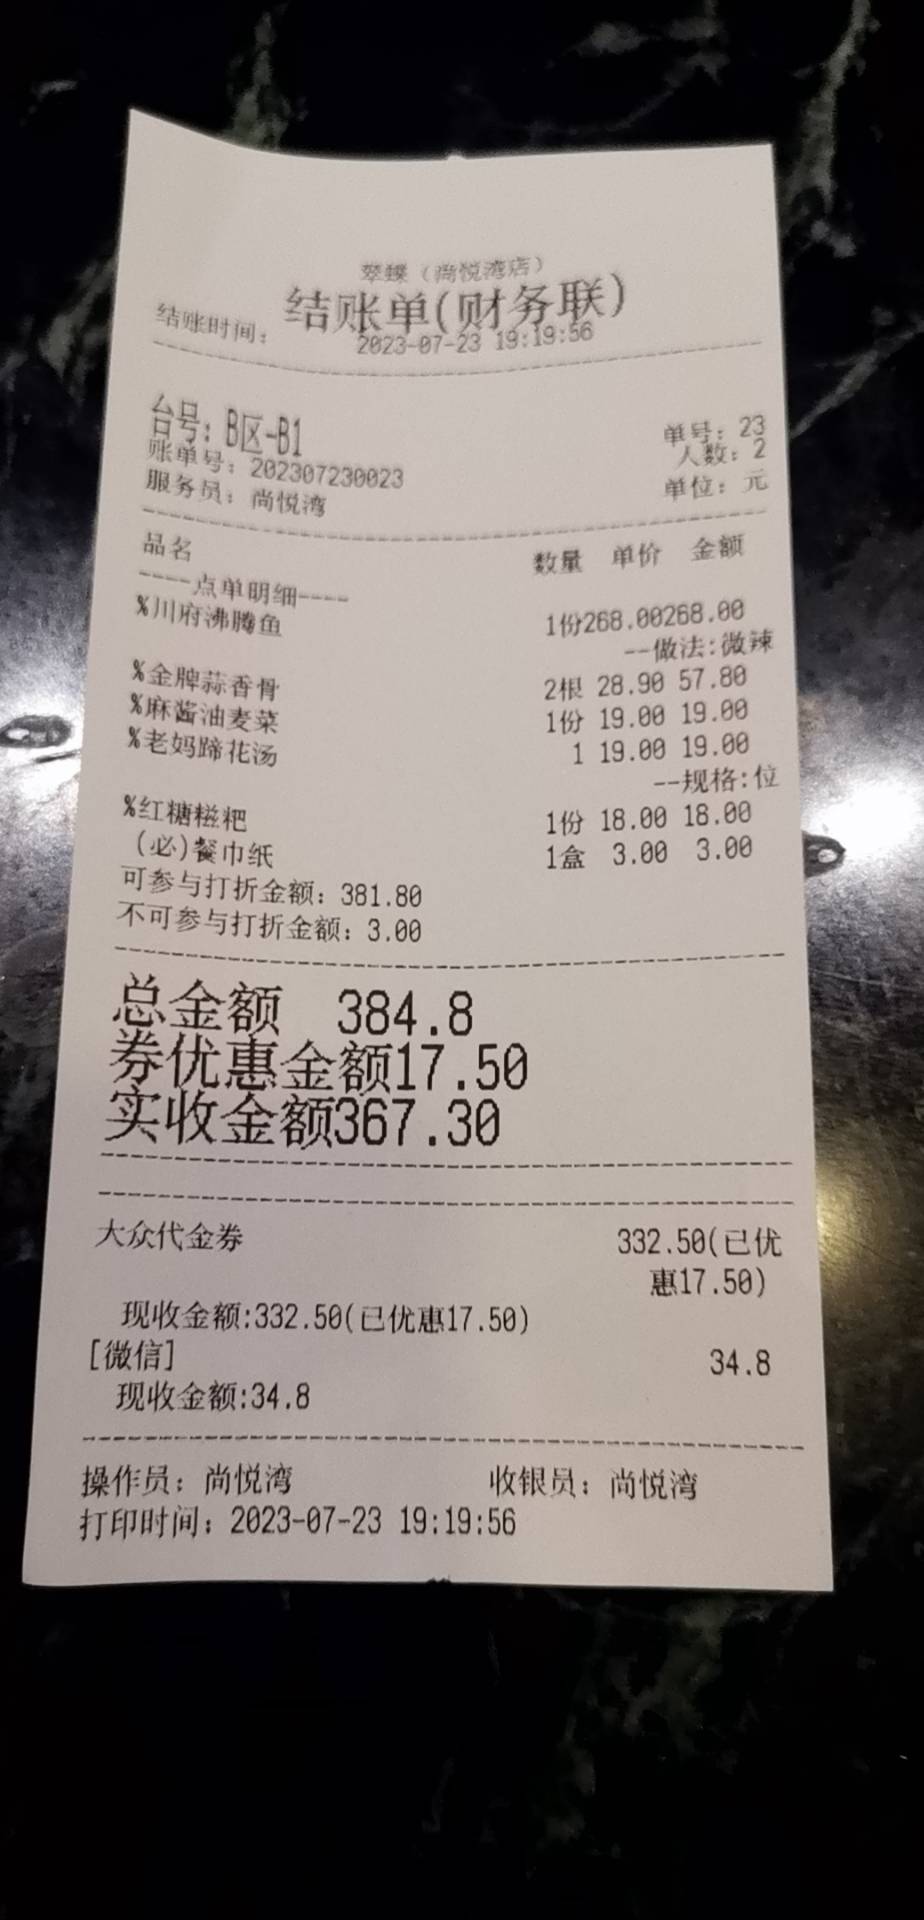 翠蝶（尚悦湾店）
结账单(财务联)
结账时间： 2023-07-23 19:19:56
台号：B区-B1
单号：23
账单号：202307230023
人数：2
服务员：尚悦湾
单位：元
品名 数量 单价 金额
----点单明细----
%川府沸腾鱼 1份268.00268.00
--做法:微辣
%金牌蒜香骨 2根 28.90 57.80
%麻酱油麦菜 1份 19.00 19.00
%老妈蹄花汤 1 19.00 19.00
--规格:位
%红糖糍粑 1份 18.00 18.00
(必)餐巾纸 1盒 3.00 3.00
可参与打折金额：381.80
不可参与打折金额：3.00
总金额 384.8
券优惠金额17.50
实收金额367.30
大众代金券 332.50(已优
惠17.50)
现收金额:332.50(已优惠17.50)
[微信] 34.8
现收金额:34.8
操作员：尚悦湾 收银员：尚悦湾
打印时间：2023-07-23 19:19:56